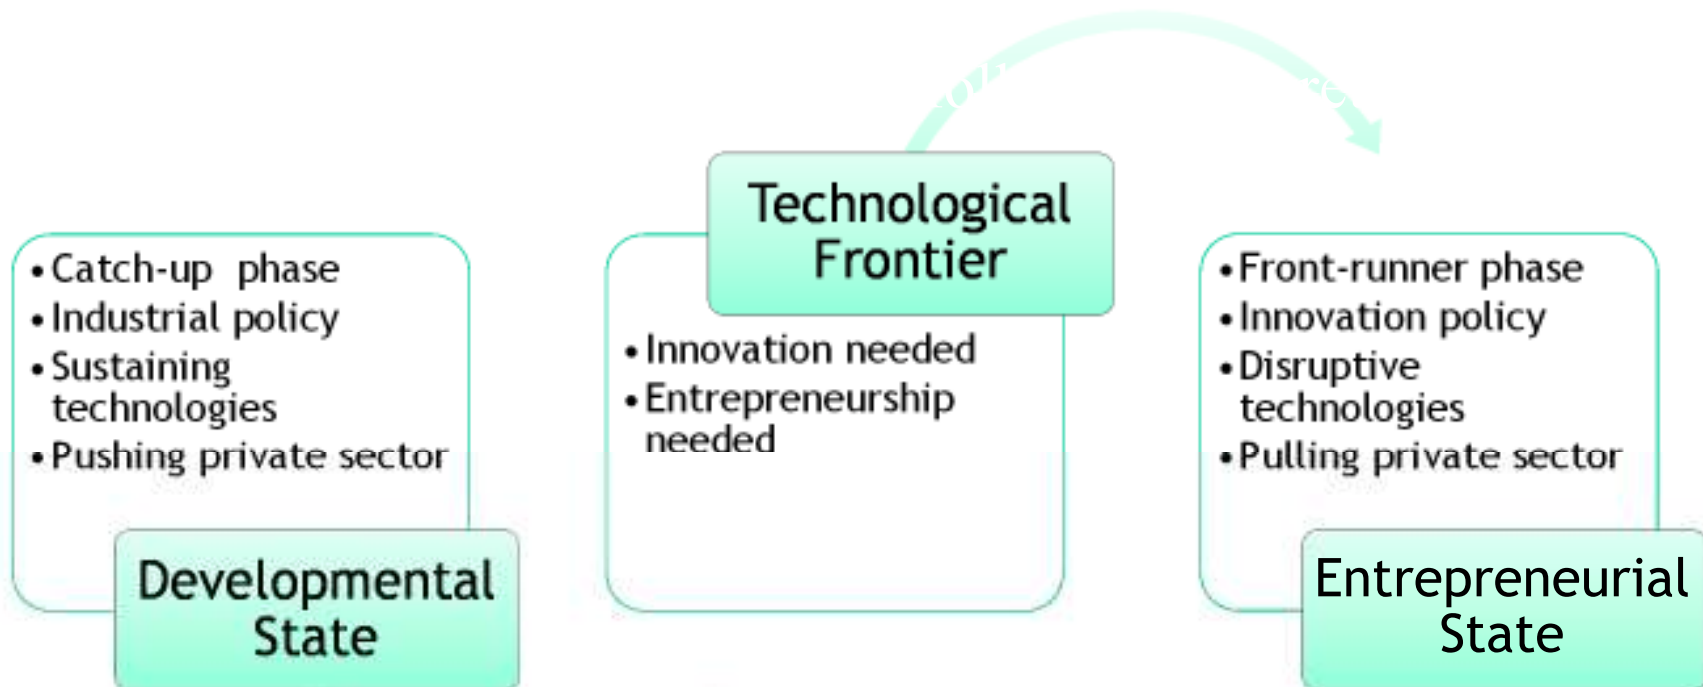 • Catch-up phase
• Industrial policy
• Sustaining
technologies
• Pushing private sector
Developmental
State
Technological
Frontier
• Innovation needed
• Entrepreneurship
needed
• Front-runner phase
• Innovation policy
• Disruptive
technologies
• Pulling private sector
Entrepreneurial
State